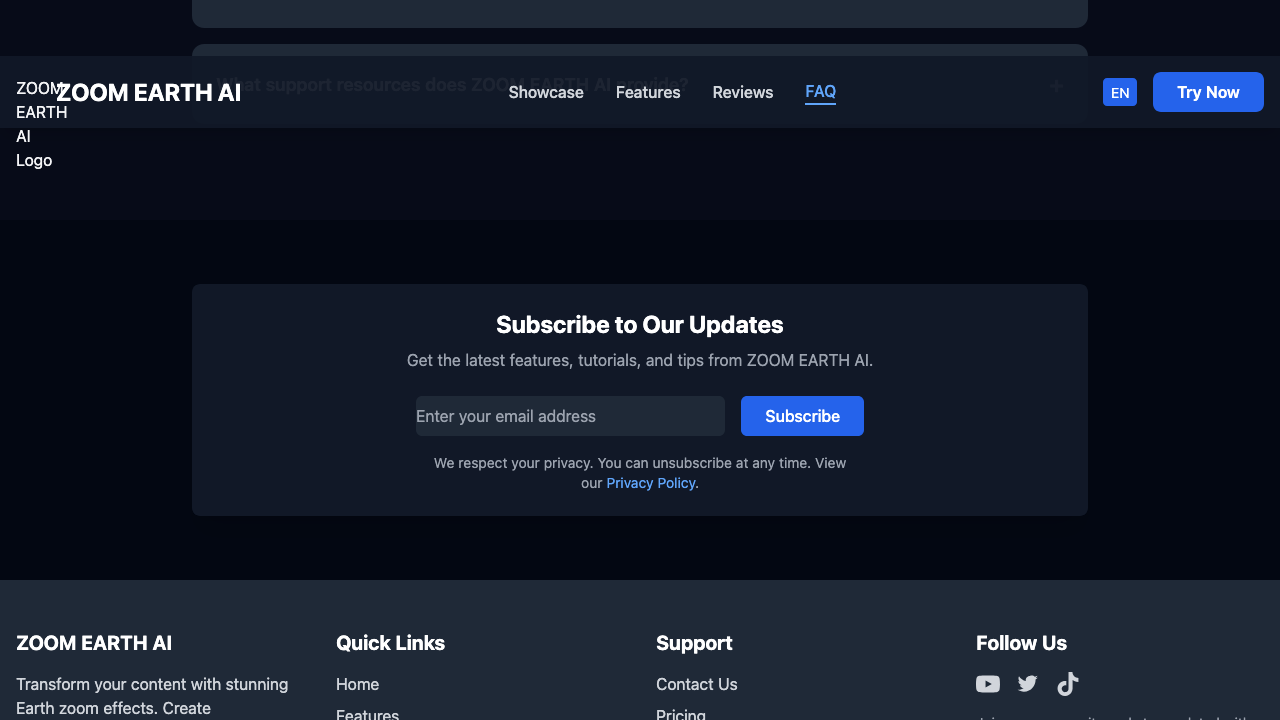 What support resources does ZOOM EARTH AI provide?
ZOOM
EARTH
AI
Logo
ZOOM EARTH AI
Showcase
Features
Reviews
FAQ
EN
Try Now
Subscribe to Our Updates
Get the latest features, tutorials, and tips from ZOOM EARTH AI.
Enter your email address
Subscribe
We respect your privacy. You can unsubscribe at any time. View
our Privacy Policy.
ZOOM EARTH AI
Transform your content with stunning
Earth zoom effects. Create
Quick Links
Home
Features
Support
Contact Us
Pricing
Follow Us